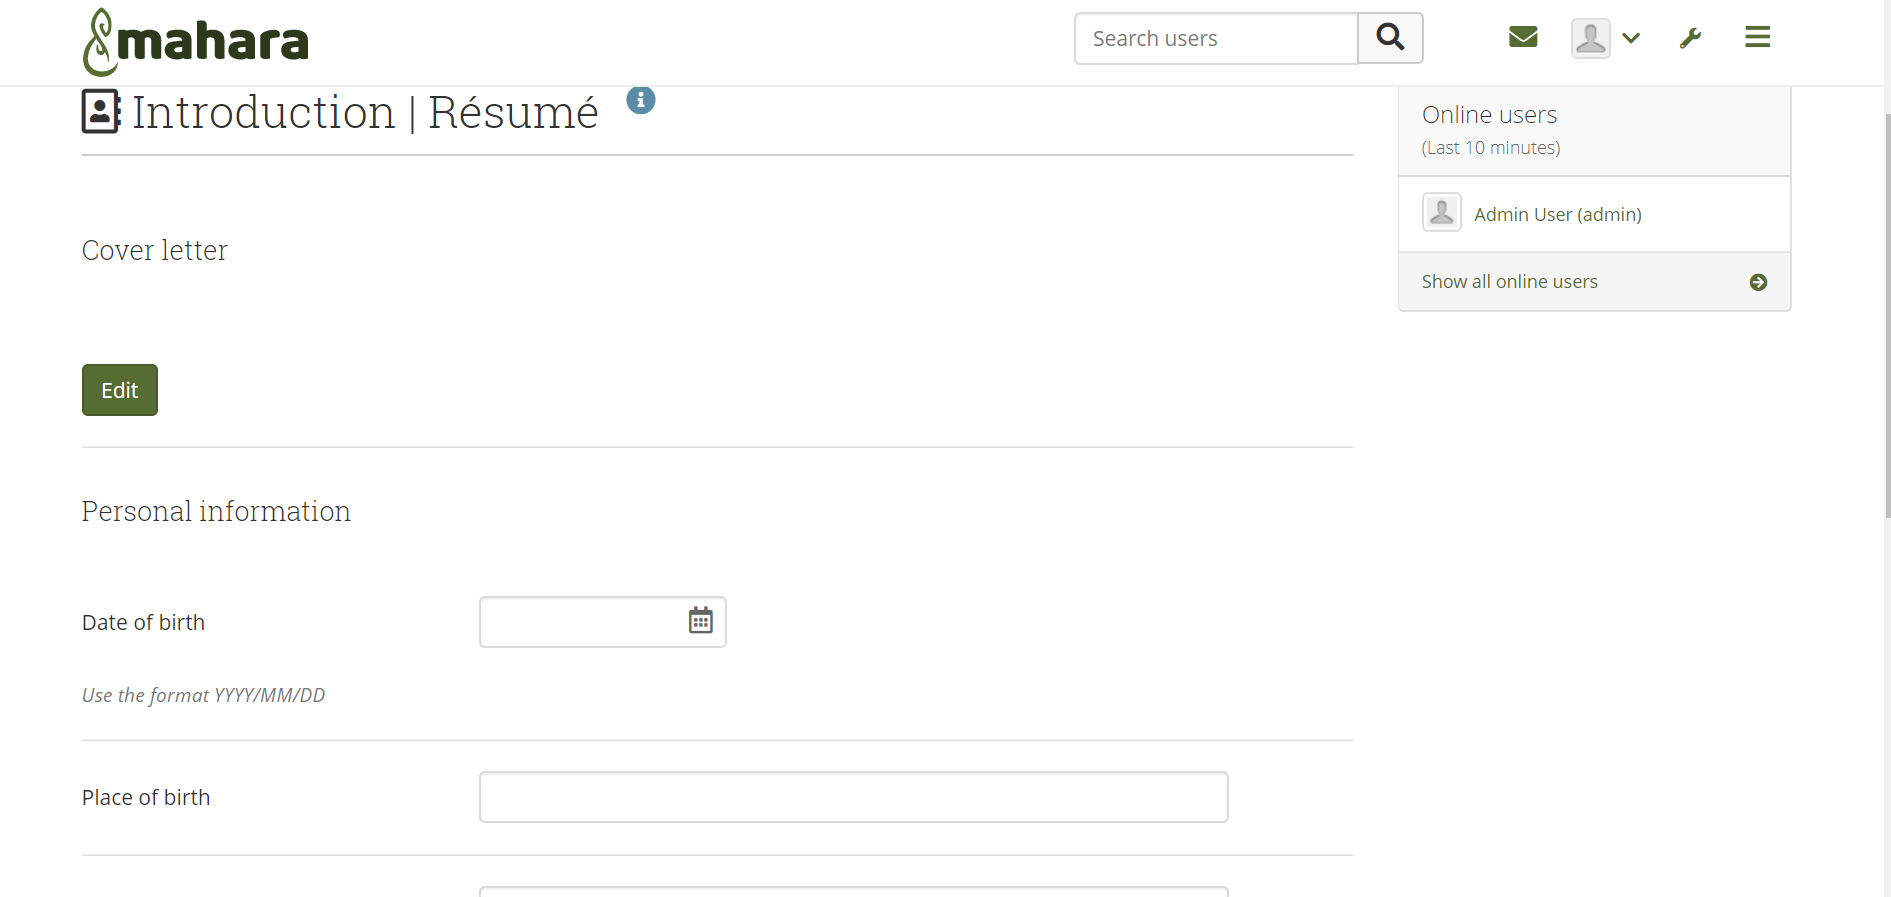 mahara
Search users
Introduction | Résumé
Online users
(Last 10 minutes)
Admin User (admin)
Show all online users
Cover letter
Edit
Personal information
Date of birth
Use the format YYYY/MM/DD
Place of birth